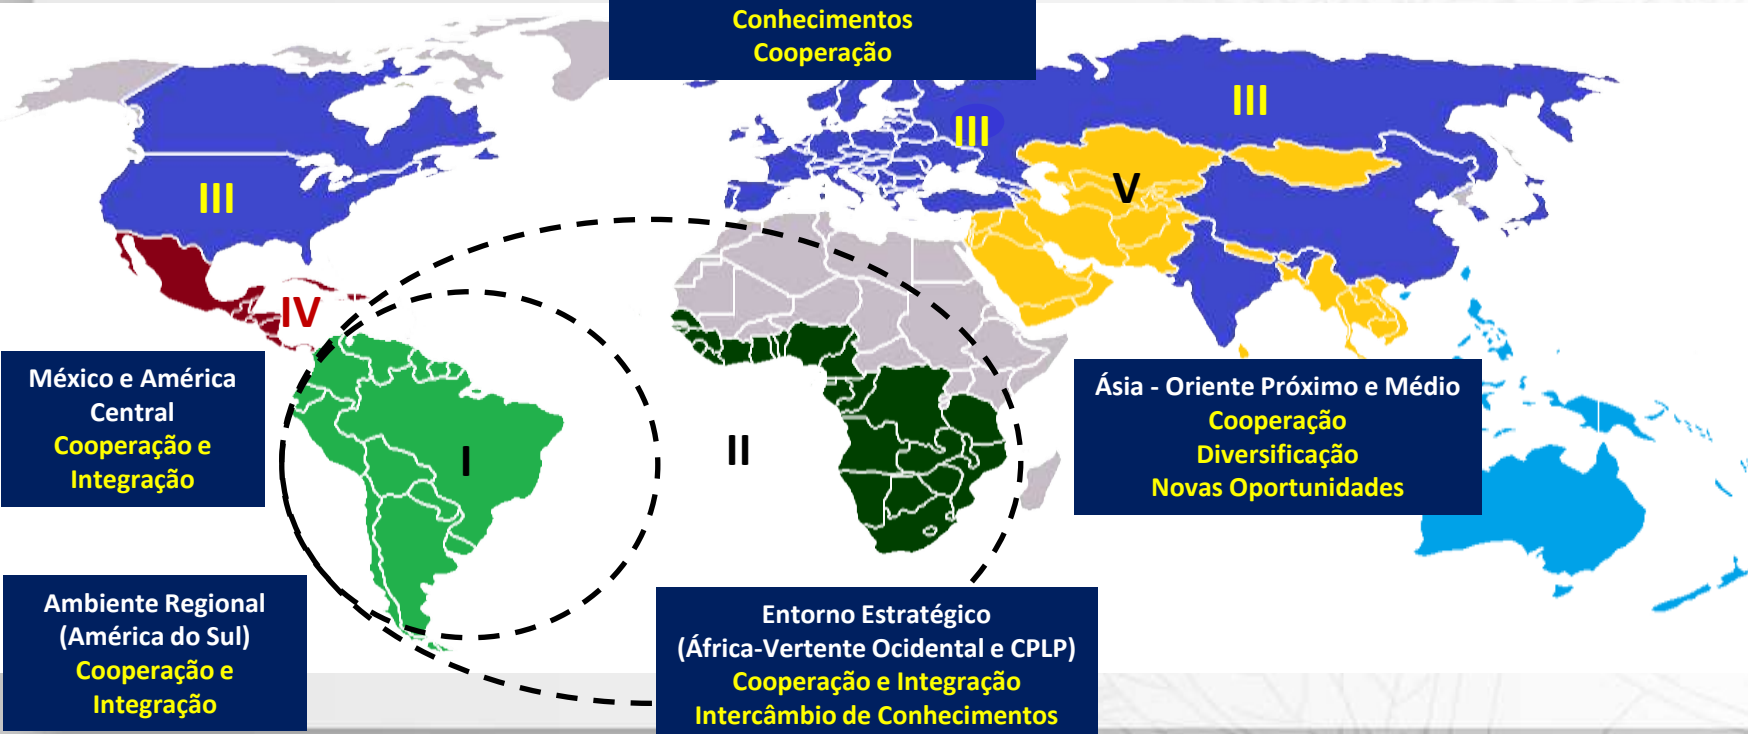 Conhecimentos
Cooperação
III
III
III
V
IV
México e América
Central
Cooperação e
Integração
I
II
Ásia - Oriente Próximo e Médio
Cooperação
Diversificação
Novas Oportunidades
Ambiente Regional
(América do Sul)
Cooperação e
Integração
Entorno Estratégico
(África-Vertente Ocidental e CPLP)
Cooperação e Integração
Intercâmbio de Conhecimentos